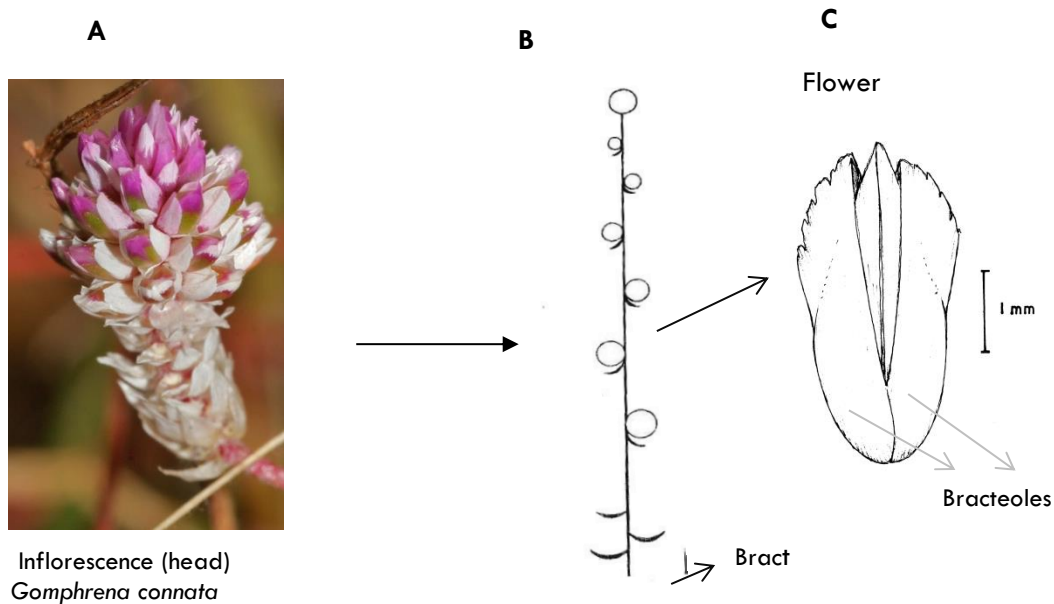 A
B
C
Flower
1 mm
Bracteoles
Bract
Inflorescence (head)
Gomphrena connata